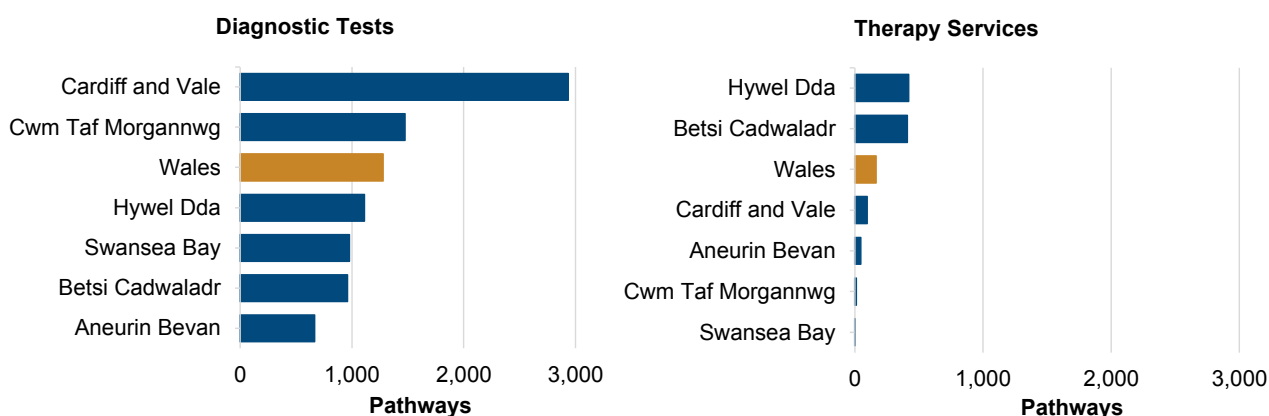 Diagnostic Tests
Cardiff and Vale
Cwm Taf Morgannwg
Wales
Hywel Dda
Swansea Bay
Betsi Cadwaladr
Aneurin Bevan
0 1,000 2,000 3,000
Pathways
Therapy Services
Hywel Dda
Betsi Cadwaladr
Wales
Cardiff and Vale
Aneurin Bevan
Cwm Taf Morgannwg
Swansea Bay
0 1,000 2,000 3,000
Pathways